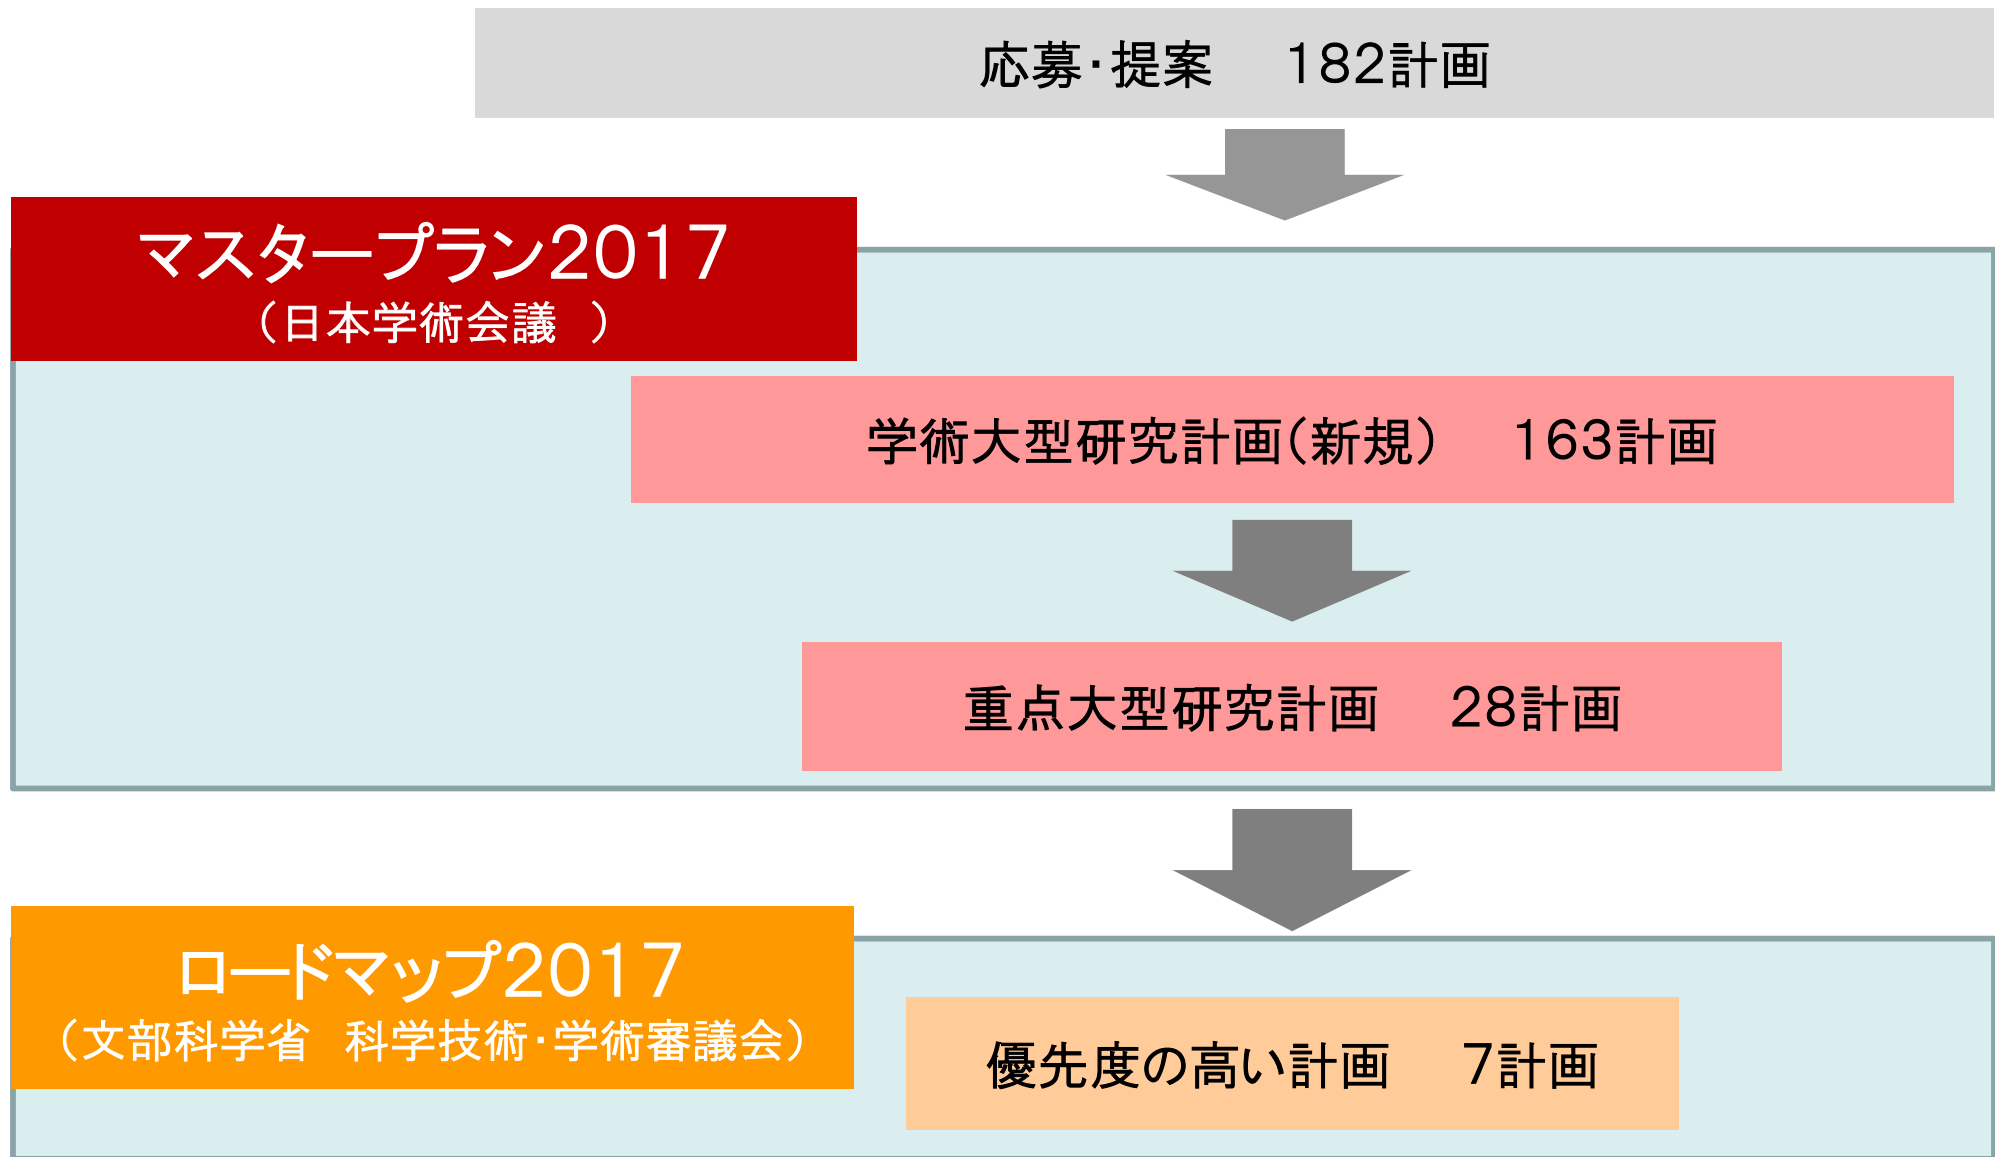 応募・提案　182計画
マスタープラン2017
（日本学術会議　）
学術大型研究計画（新規）　163計画
重点大型研究計画　28計画
ロードマップ2017
（文部科学省　科学技術・学術審議会）
優先度の高い計画　7計画